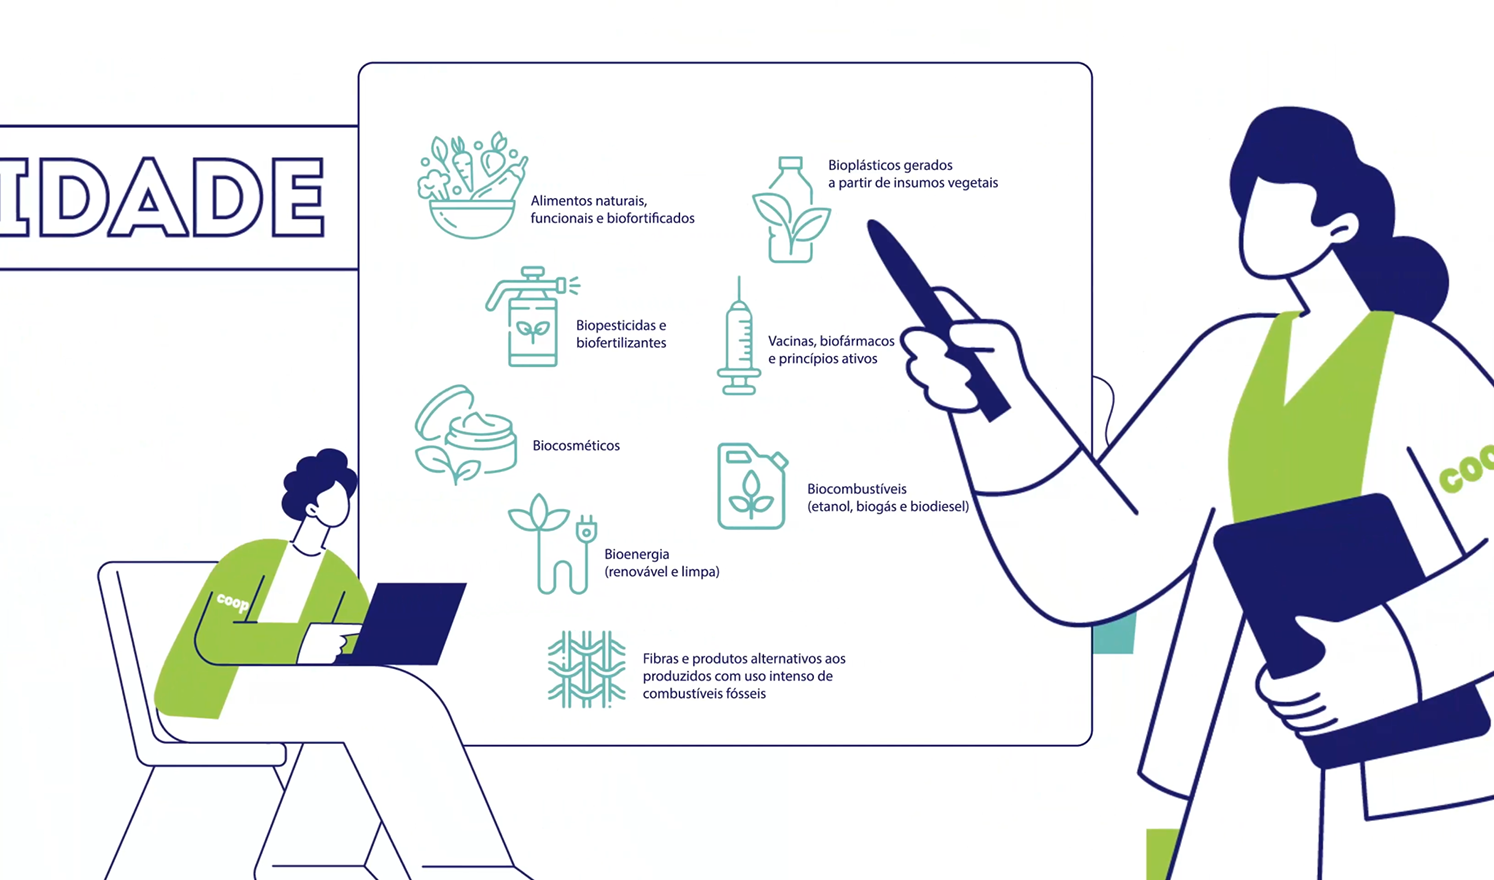 IDADE
Alimentos naturais,
funcionais e biofortificados
Bioplásticos gerados
a partir de insumos vegetais
Biopesticidas e
biofertilizantes
Vacinas, biofármacos
e princípios ativos
Biocosméticos
Biocombustíveis
(etanol, biogás e biodiesel)
Bioenergia
(renovável e limpa)
Fibras e produtos alternativos aos
produzidos com uso intenso de
combustíveis fósseis
coop
coo